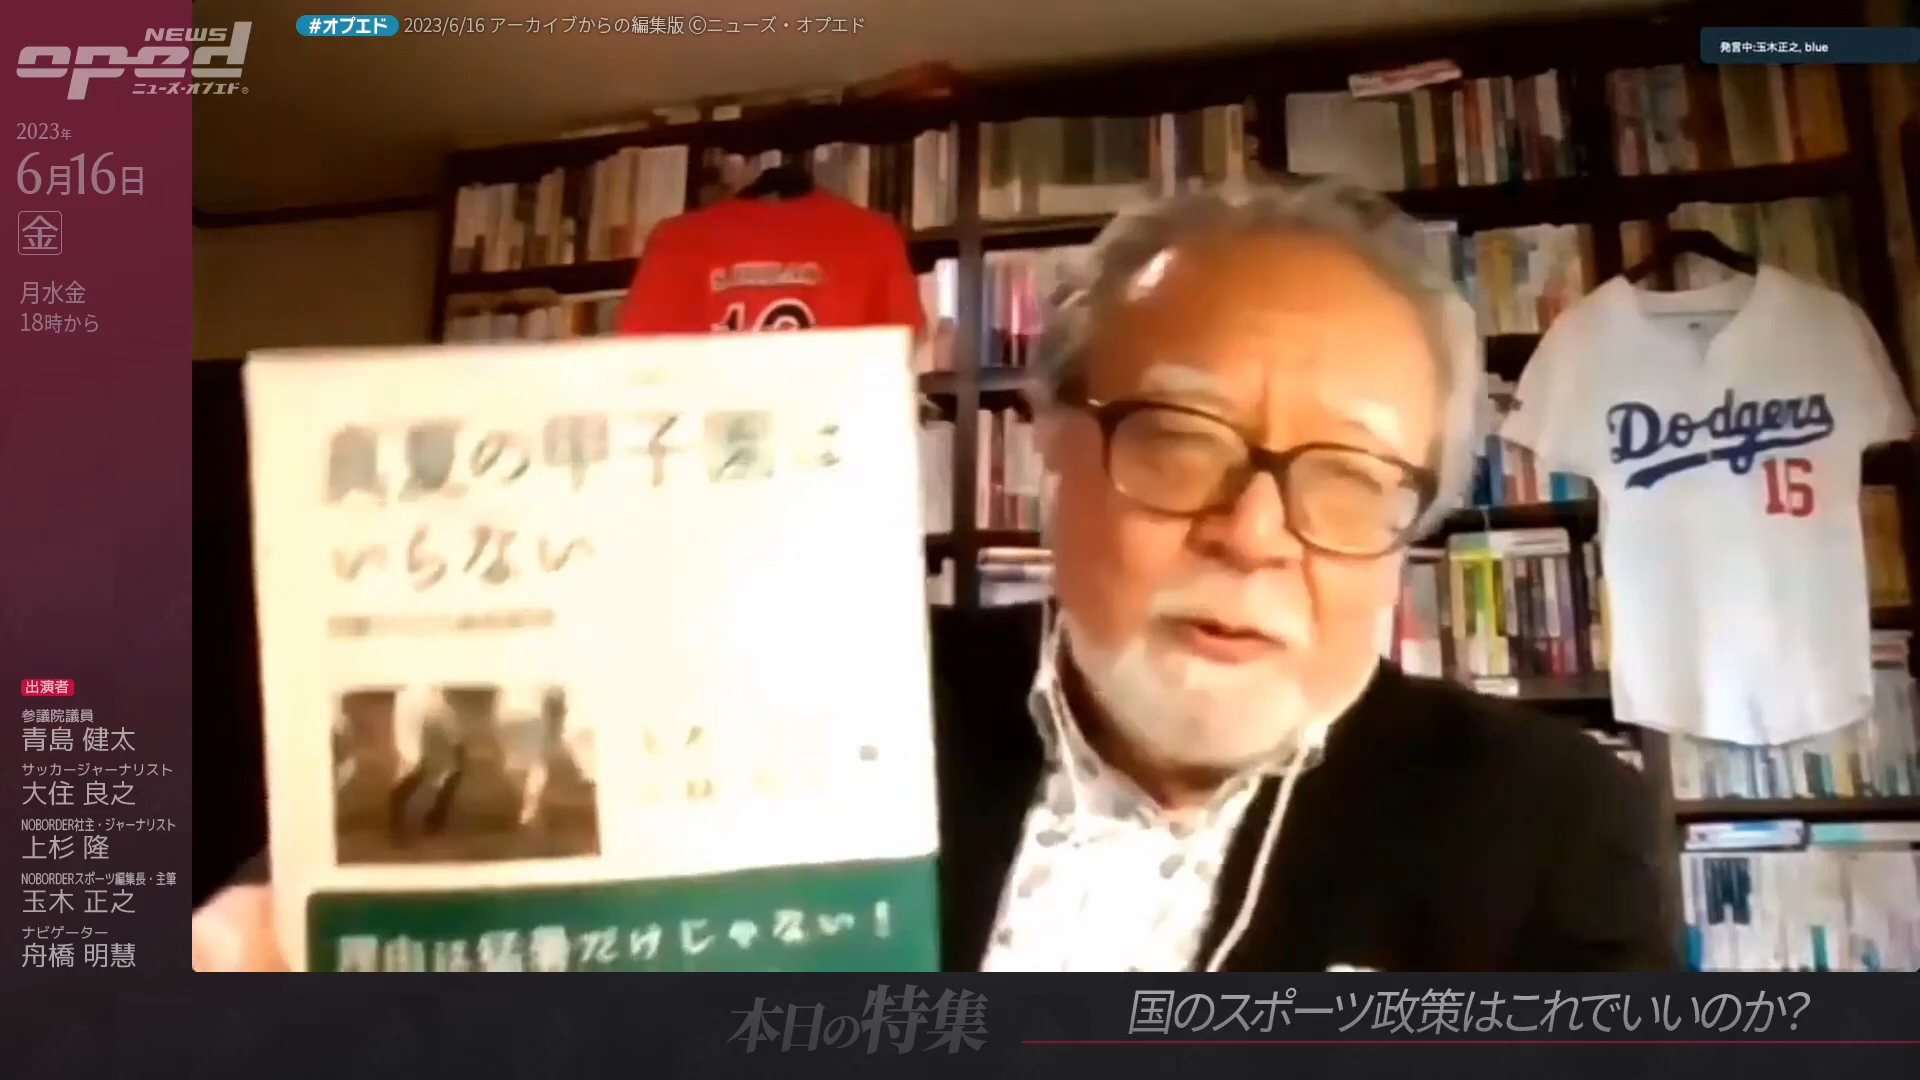 #オプエド 2023/6/16 アーカイブからの編集版 ©ニューズ・オプエド
発言中:玉木正之, blue
NEWS
oped
ニューズ・オプエド®
2023年
6月16日
金
月水金
18時から
真夏の甲子園は
いらない
Dodgers
16
理由は猛暑だけじゃない!
出演者
参議院議員
青島 健太
サッカージャーナリスト
大住 良之
NOBORDER社主・ジャーナリスト
上杉 隆
NOBORDERスポーツ編集長・主筆
玉木 正之
ナビゲーター
舟橋 明慧
本日の特集
国のスポーツ政策はこれでいいのか?